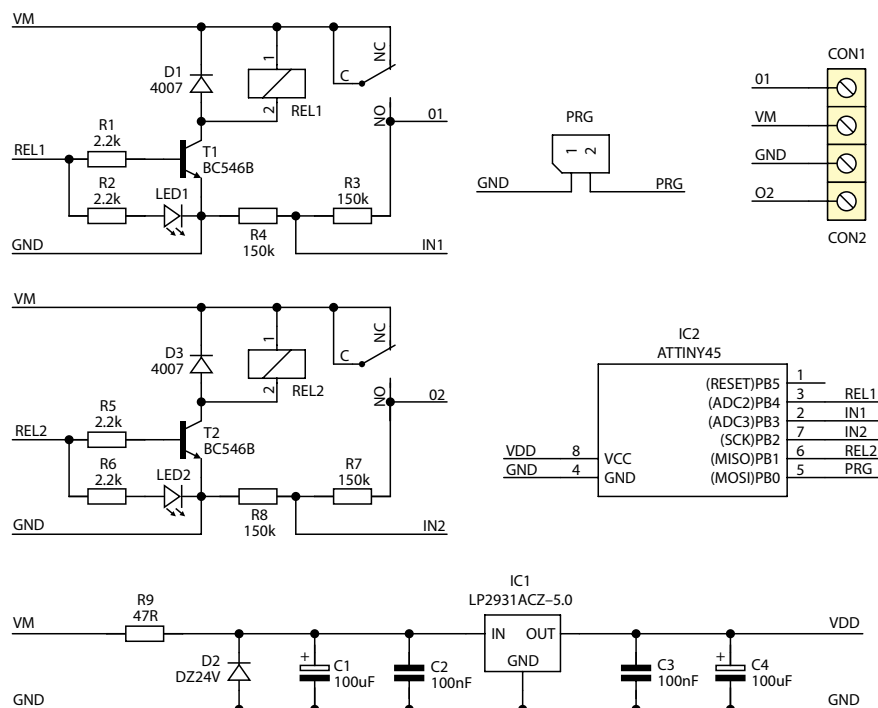 VM
D1
4007
1
2
REL1
C
NC
NO
01
REL1
R1
2.2k
T1
BC546B
R2
2.2k
LED1
R4
150k
R3
150k
GND
IN1
PRG
1 2
GND
PRG
CON1
01
VM
GND
O2
CON2
VM
D3
4007
1
2
REL2
C
NC
NO
02
REL2
R5
2.2k
T2
BC546B
R6
2.2k
LED2
R8
150k
R7
150k
GND
IN2
IC2
ATTINY45
(RESET)PB5 1
(ADC2)PB4 3 REL1
(ADC3)PB3 2 IN1
(SCK)PB2 7 IN2
VDD 8 VCC (MISO)PB1 6 REL2
GND 4 GND (MOSI)PB0 5 PRG
VM
R9
47R
D2
DZ24V
+
C1
100uF
C2
100nF
IC1
LP2931ACZ–5.0
IN OUT
GND
C3
100nF
+
C4
100uF
VDD
GND
GND